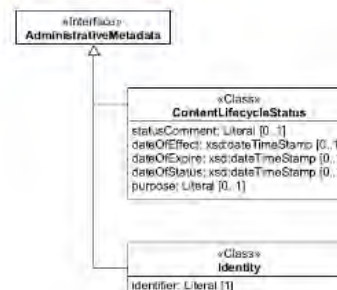 «Interface»
AdministrativeMetadata
«Class»
ContentLifecycleStatus
statusComment: Literal [0..1]
dateOfEffect: xsd:dateTimeStamp [0..1
dateOfExpire: xsd:dateTimeStamp [0..
dateOfStatus: xsd:dateTimeStamp [0..
purpose: Literal [0..1]
«Class»
Identity
identifier: Literal [1]